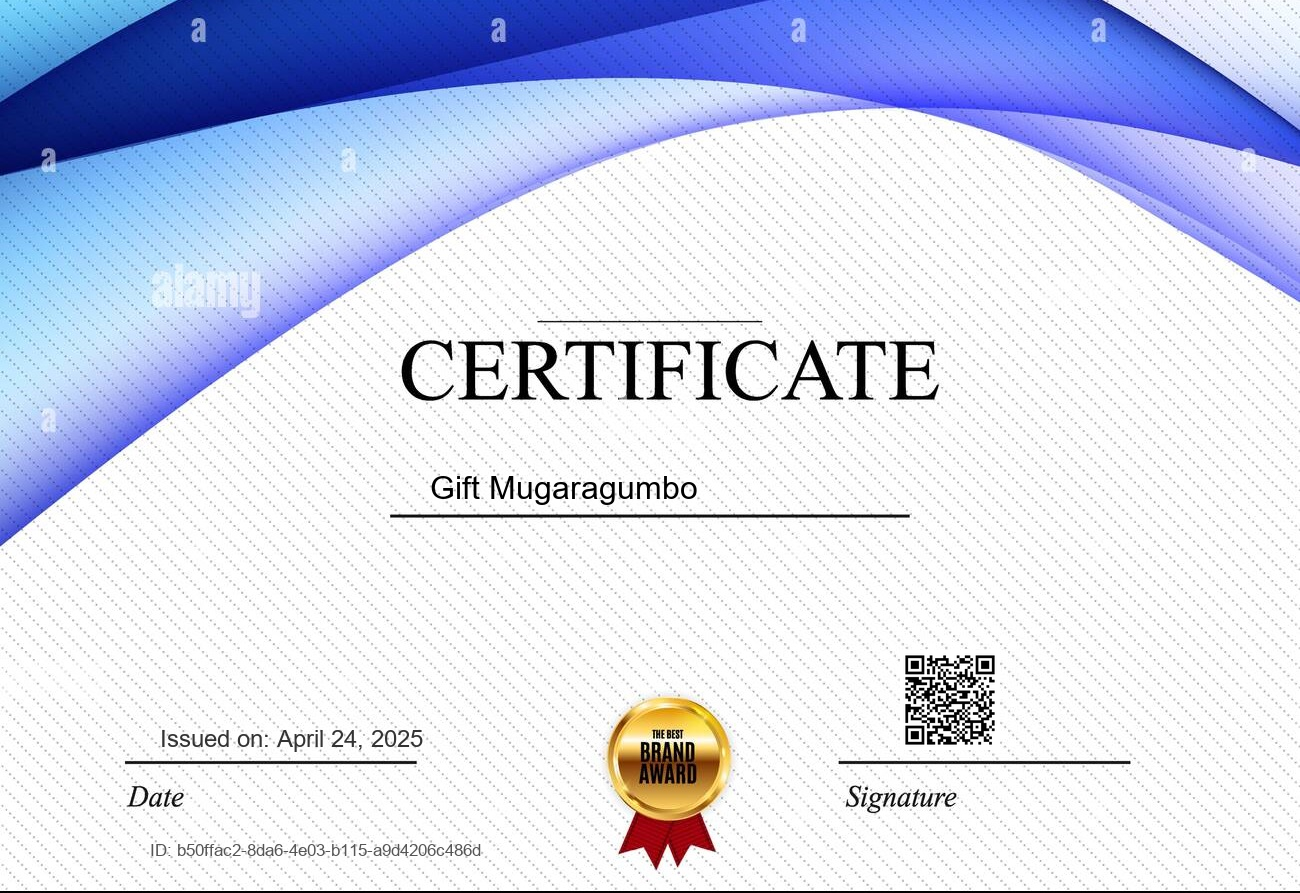 a a a a
a a a
alamy
CERTIFICATE
a
Gift Mugaragumbo
Issued on: April 24, 2025
THE BEST
BRAND
AWARD
Date
Signature
ID: b50ffac2-8da6-4e03-b115-a9d4206c486d